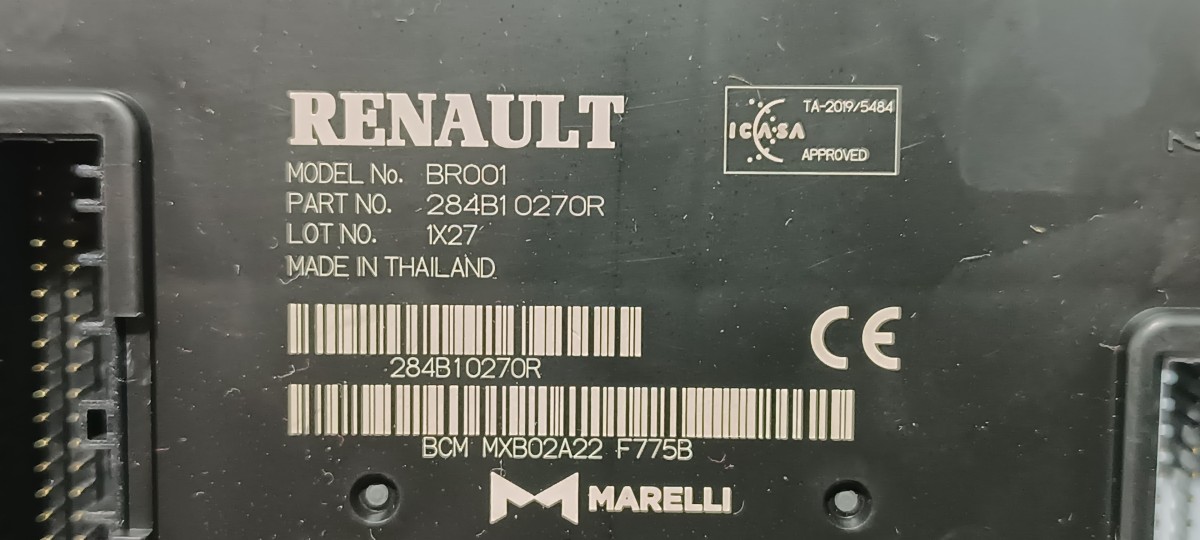 RENAULT
MODEL No. BR001
PART NO. 284B10270R
LOT NO. 1X27
MADE IN THAILAND
TA-2019/5484
ICASA
APPROVED
284B10270R
CE
BCM MXB02A22 F775B
MARELLI